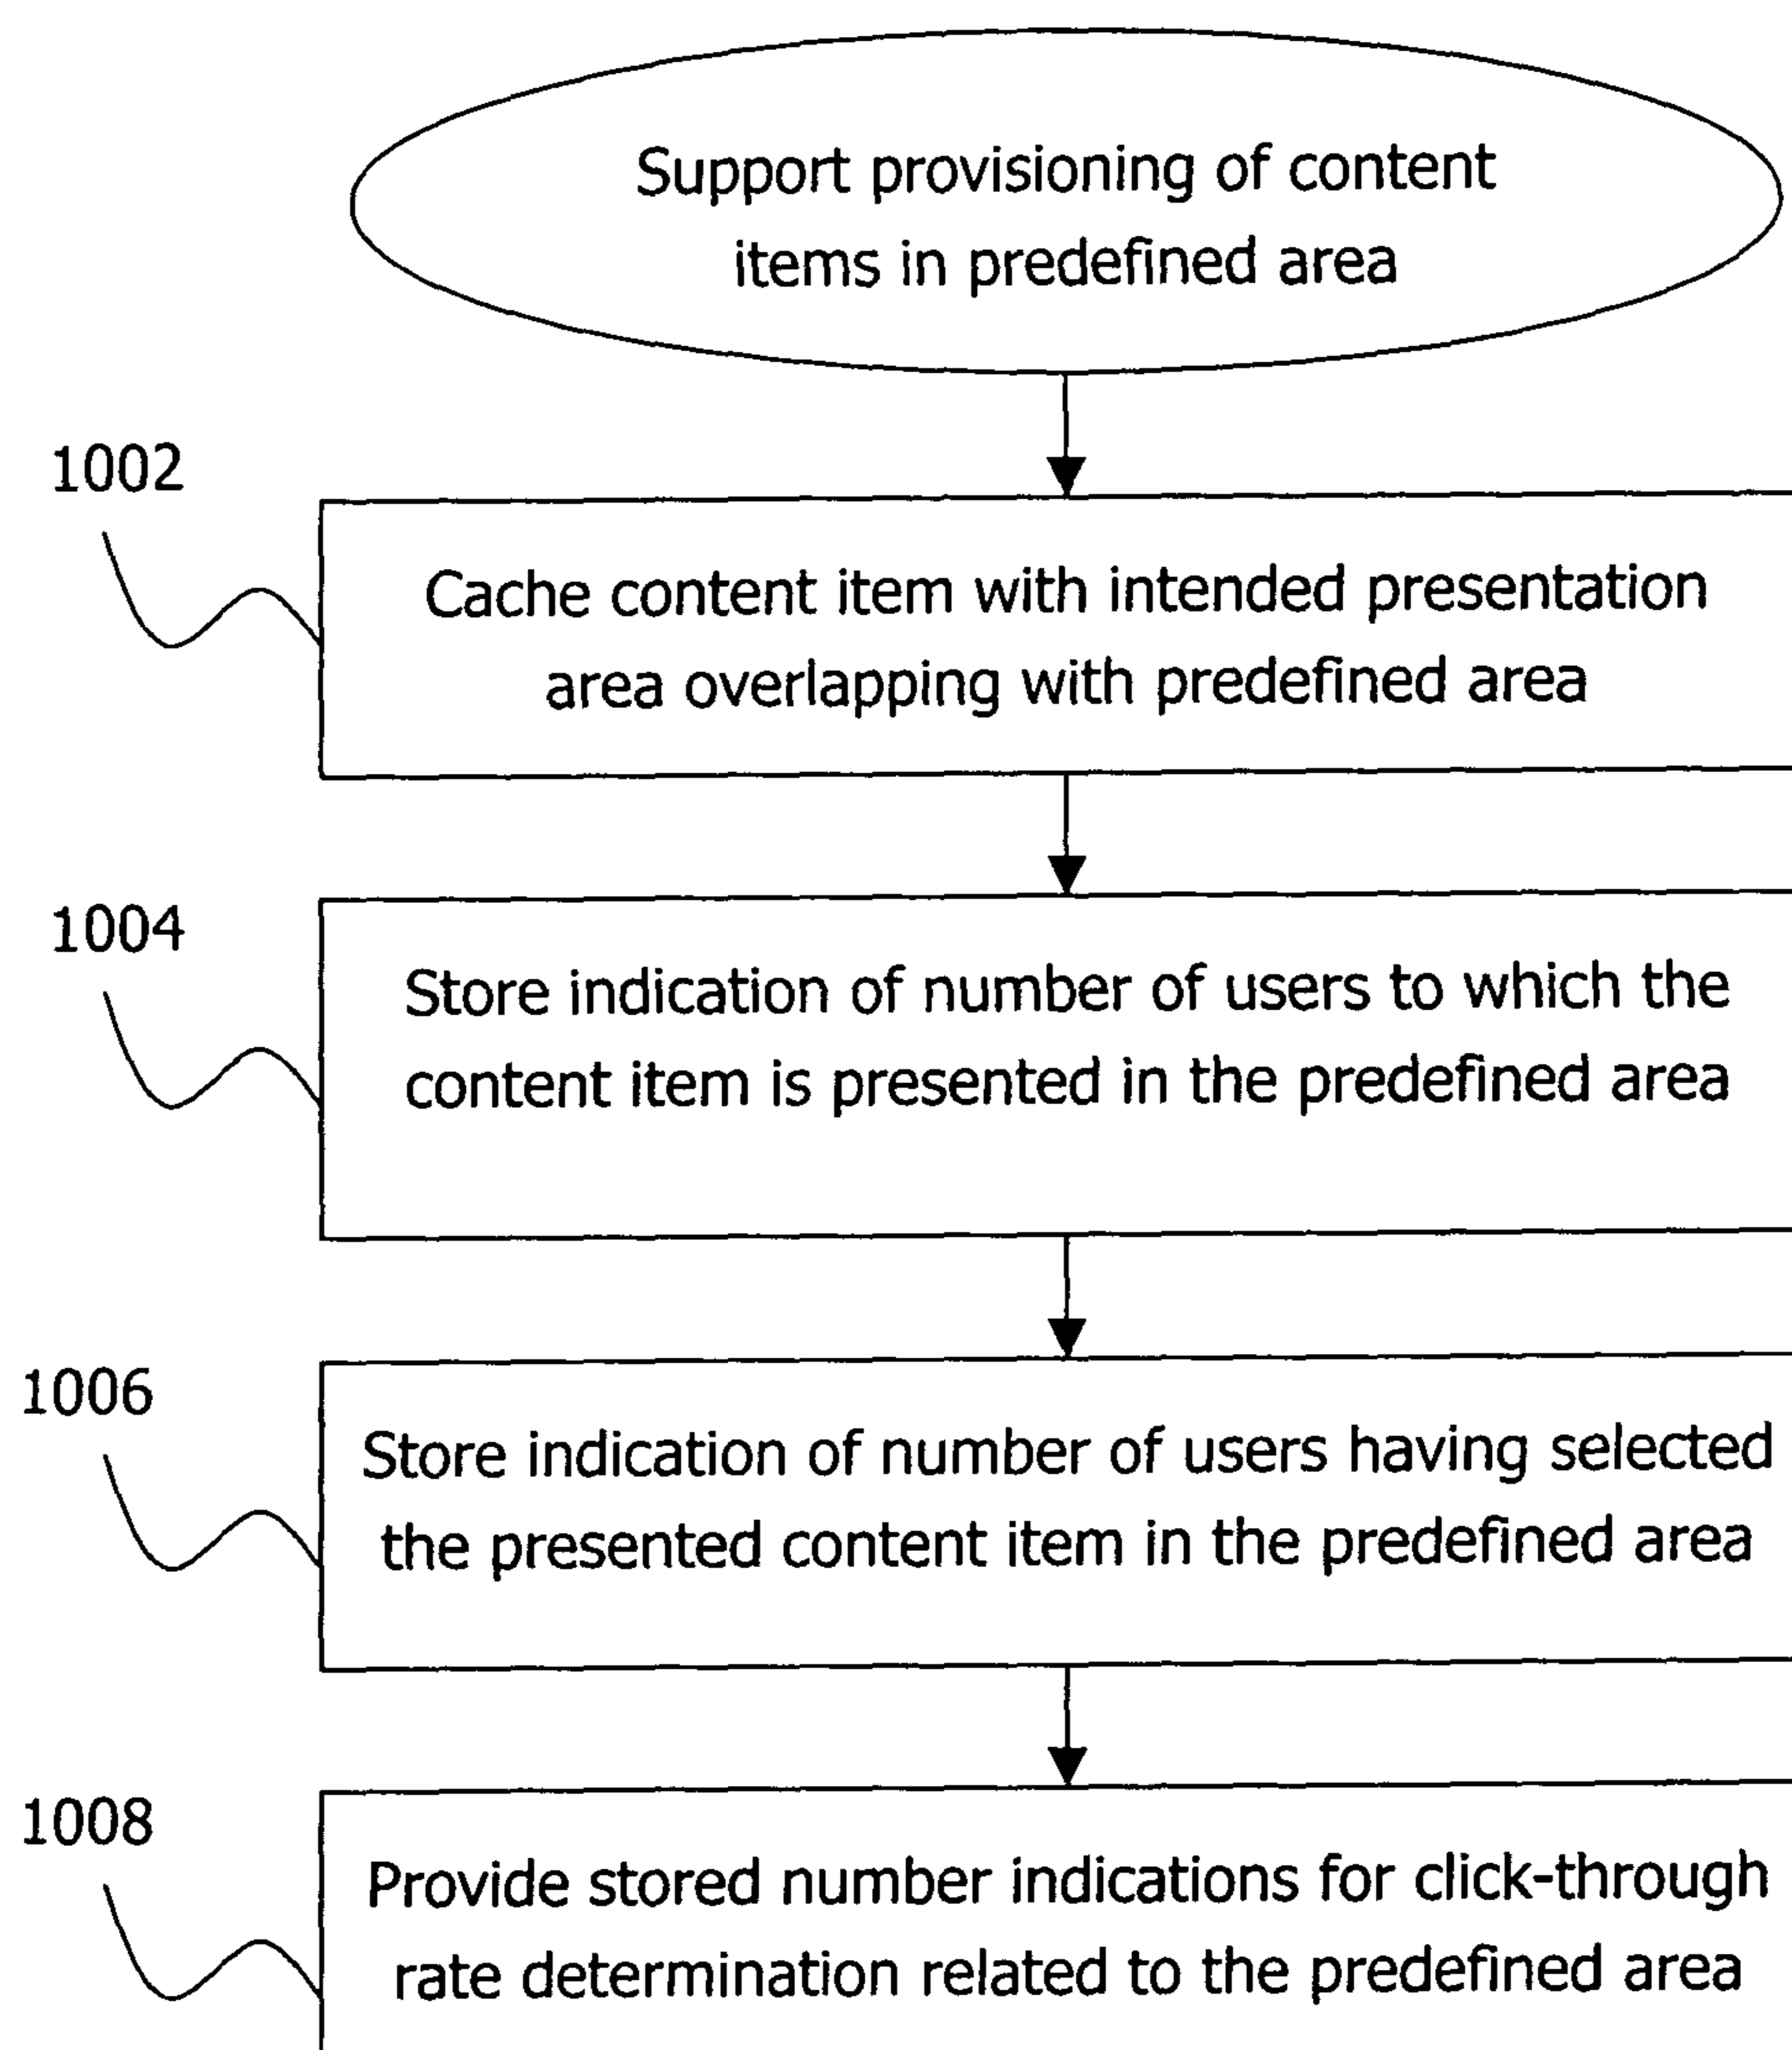 Support provisioning of content
items in predefined area
1002
Cache content item with intended presentation
area overlapping with predefined area
1004
Store indication of number of users to which the
content item is presented in the predefined area
1006
Store indication of number of users having selected
the presented content item in the predefined area
1008
Provide stored number indications for click-through
rate determination related to the predefined area